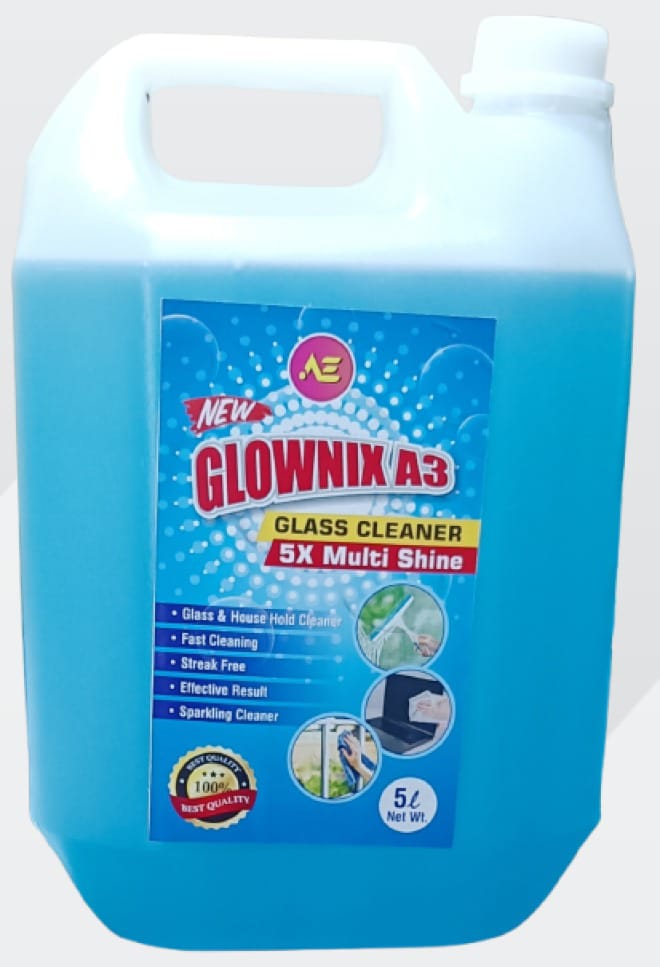 AE
NEW
GLOWNIX A3
GLASS CLEANER
5X Multi Shine
• Glass & House Hold Cleaner
• Fast Cleaning
• Streak Free
• Effective Result
• Sparkling Cleaner
BEST QUALITY
100%
BEST QUALITY
5ℓ
Net Wt.